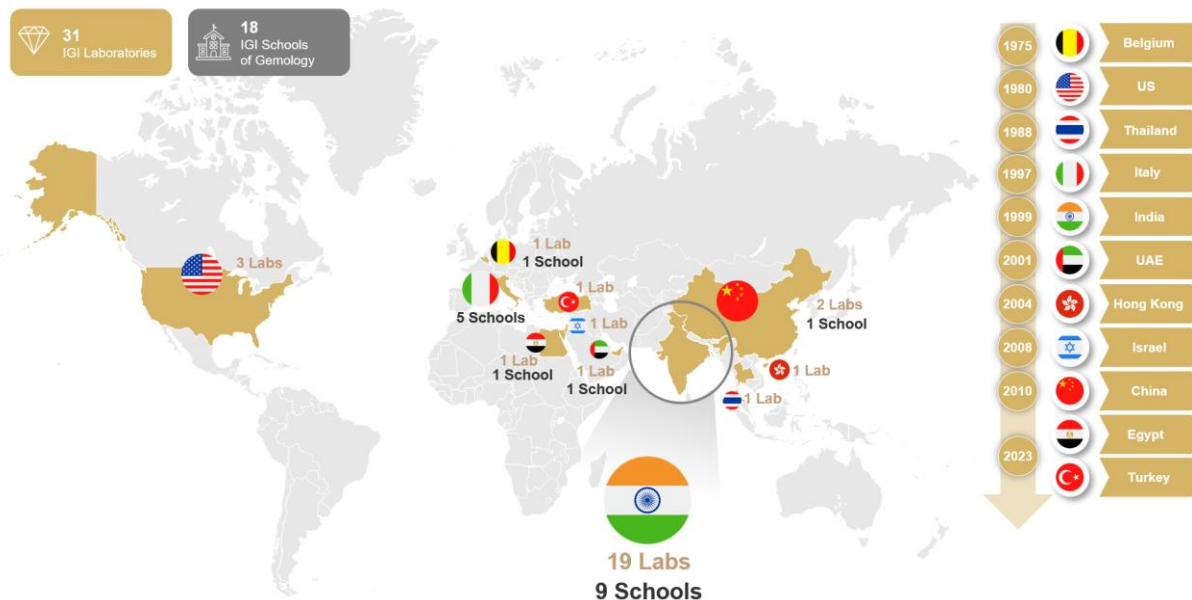 31
IGI Laboratories
18
IGI Schools
of Gemology
3 Labs
1 Lab
1 School
5 Schools
1 Lab
1 Lab
1 Lab
1 School
1 Lab
1 School
2 Labs
1 School
1 Lab
1 Lab
19 Labs
9 Schools
1975
Belgium
1980
US
1988
Thailand
1997
Italy
1999
India
2001
UAE
2004
Hong Kong
2008
Israel
2010
China
2023
Egypt
Turkey